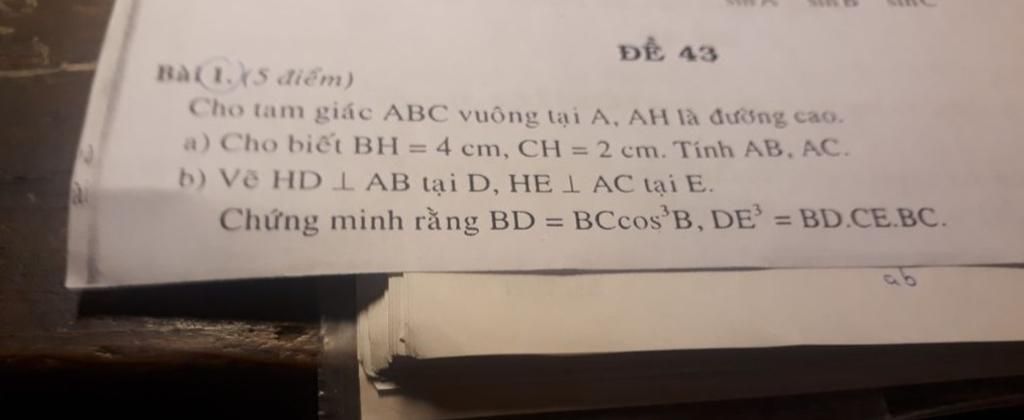 ĐỀ 43
Bài 1. (5 điểm)
Cho tam giác ABC vuông tại A, AH là đường cao.
a) Cho biết BH = 4 cm, CH = 2 cm. Tính AB, AC.
b) Vẽ HD ⊥ AB tại D, HE ⊥ AC tại E.
Chứng minh rằng BD = BCcos³B, DE³ = BD.CE.BC.
ab